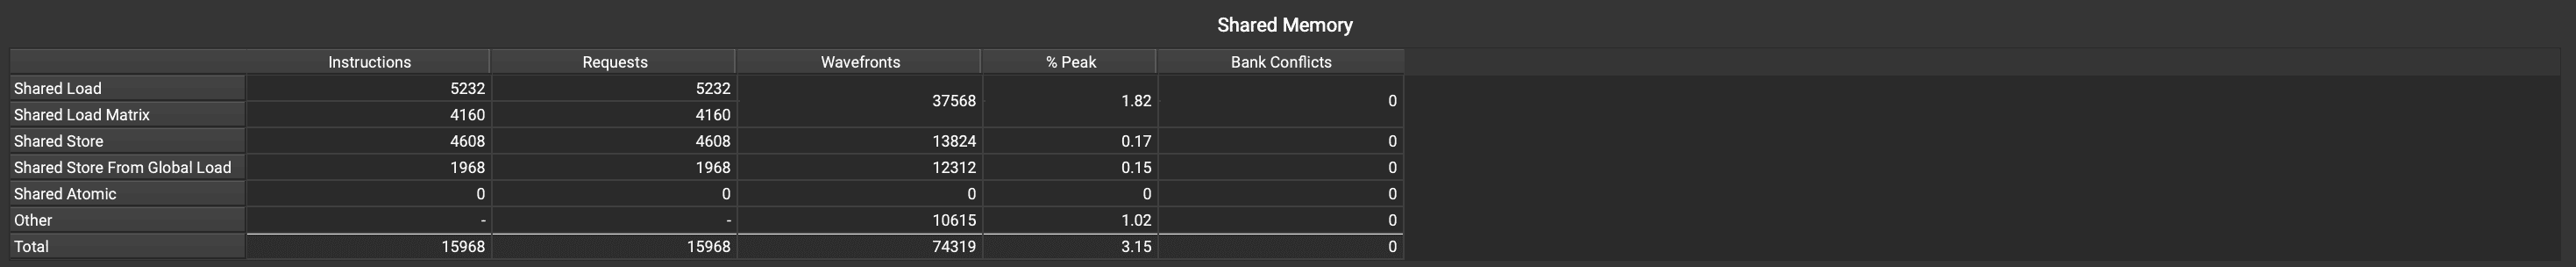 Shared Memory
Instructions Requests Wavefronts % Peak Bank Conflicts
Shared Load 5232 5232 37568 1.82 0
Shared Load Matrix 4160 4160
Shared Store 4608 4608 13824 0.17 0
Shared Store From Global Load 1968 1968 12312 0.15 0
Shared Atomic 0 0 0 0 0
Other - - 10615 1.02 0
Total 15968 15968 74319 3.15 0